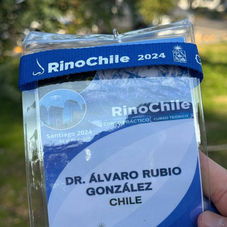 RinoChile 2024
RinoChile
CURSO TEÓRICO
Santiago 2024
DR. ÁLVARO RUBIO
GONZÁLEZ
CHILE